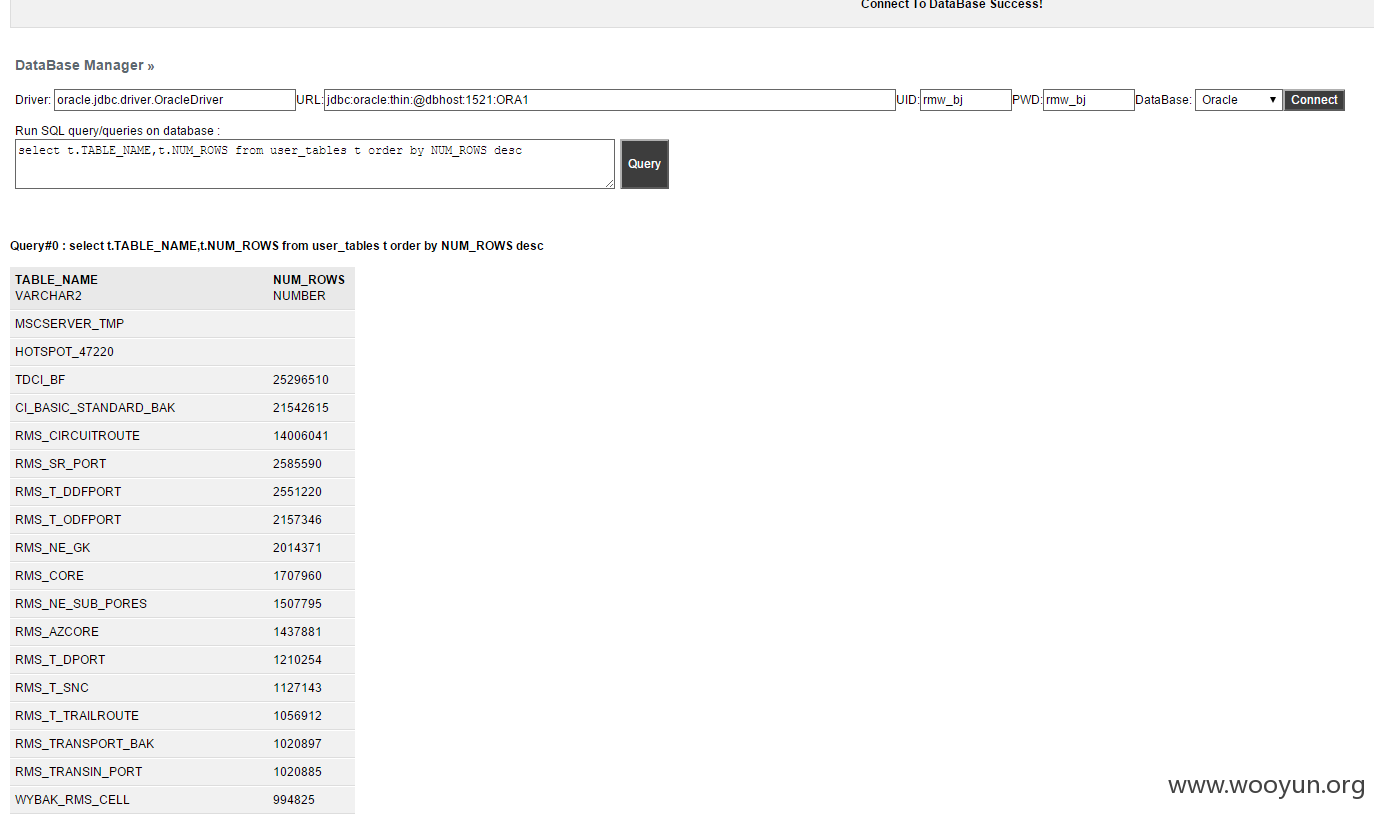 Connect To DataBase Success!
DataBase Manager »
Driver: oracle.jdbc.driver.OracleDriver URL: jdbc:oracle:thin:@dbhost:1521:ORA1 UID: rmw_bj PWD: rmw_bj DataBase: Oracle Connect
Run SQL query/queries on database :
select t.TABLE_NAME,t.NUM_ROWS from user_tables t order by NUM_ROWS desc
Query
Query#0 : select t.TABLE_NAME,t.NUM_ROWS from user_tables t order by NUM_ROWS desc
TABLE_NAME NUM_ROWS
VARCHAR2 NUMBER
MSCSERVER_TMP
HOTSPOT_47220
TDCI_BF 25296510
CI_BASIC_STANDARD_BAK 21542615
RMS_CIRCUITROUTE 14006041
RMS_SR_PORT 2585590
RMS_T_DDFPORT 2551220
RMS_T_ODFPORT 2157346
RMS_NE_GK 2014371
RMS_CORE 1707960
RMS_NE_SUB_PORES 1507795
RMS_AZCORE 1437881
RMS_T_DPORT 1210254
RMS_T_SNC 1127143
RMS_T_TRAILROUTE 1056912
RMS_TRANSPORT_BAK 1020897
RMS_TRANSIN_PORT 1020885
WYBAK_RMS_CELL 994825
www.wooyun.org